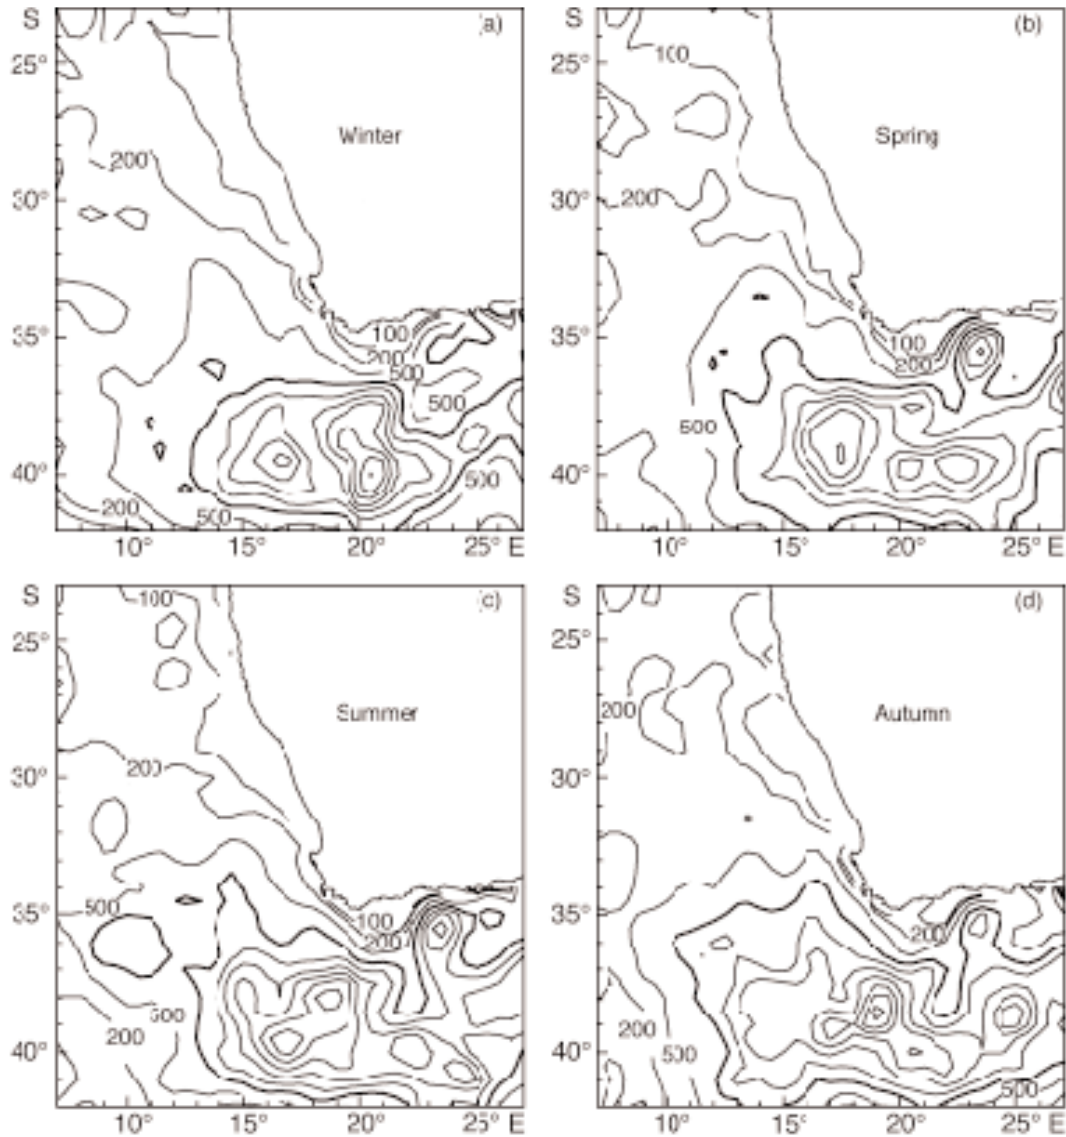 S (a) S (b)
25° 100 25°
Winter Spring
200
30° 30° 200
100 100
35° 200 35° 200
500
500 500
40° 500 40°
200 500
10° 15° 20° 25° E 10° 15° 20° 25° E
S 100 (c) S (d)
25° 25°
Summer 200 Autumn
30° 200 30°
500 100
35° 200 35° 200
500
200 200
40° 40° 500
500
10° 15° 20° 25° E 10° 15° 20° 25° E